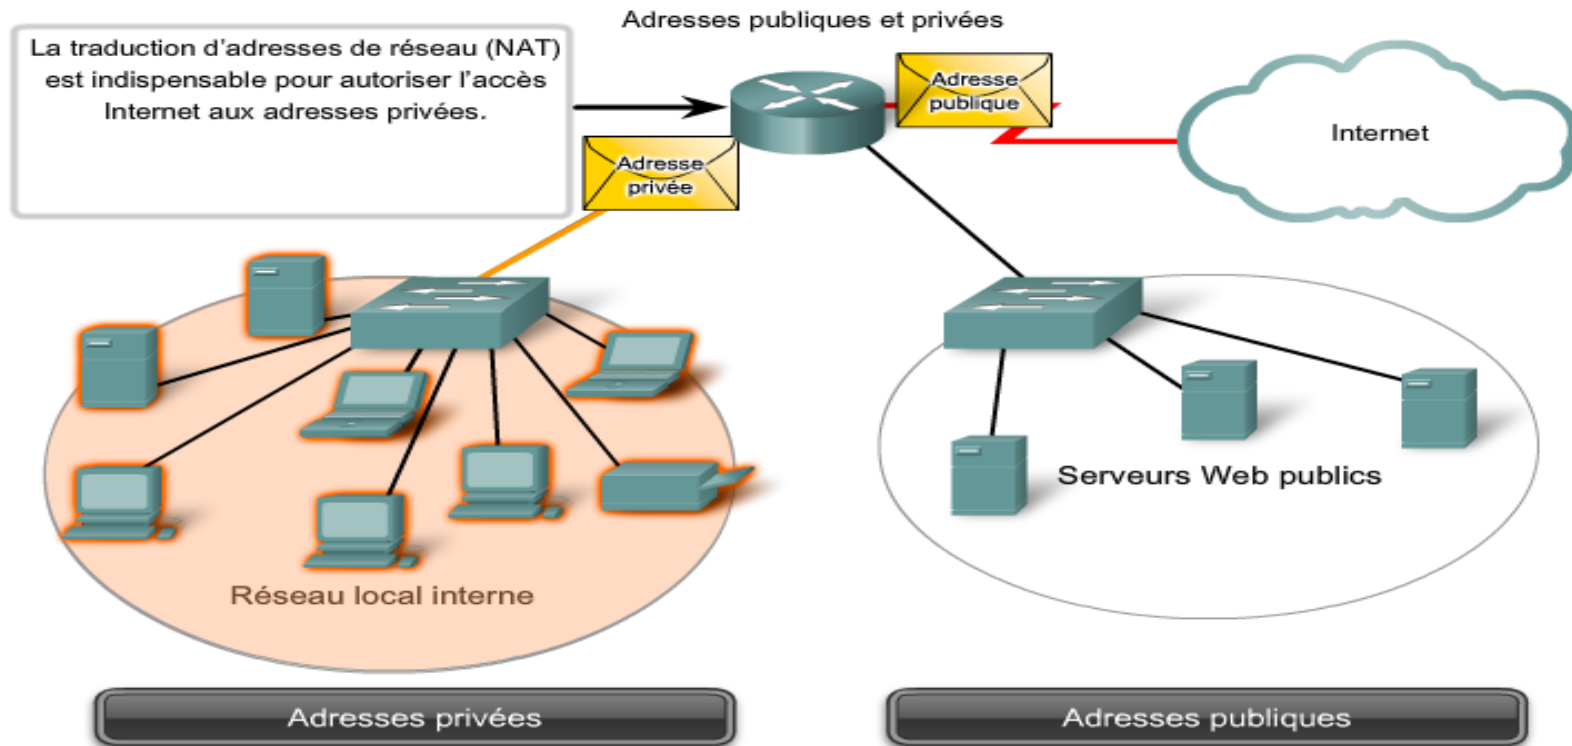 Adresses publiques et privées
La traduction d'adresses de réseau (NAT)
est indispensable pour autoriser l'accès
Internet aux adresses privées.
Adresse
publique
Adresse
privée
Internet
Serveurs Web publics
Réseau local interne
Adresses privées
Adresses publiques